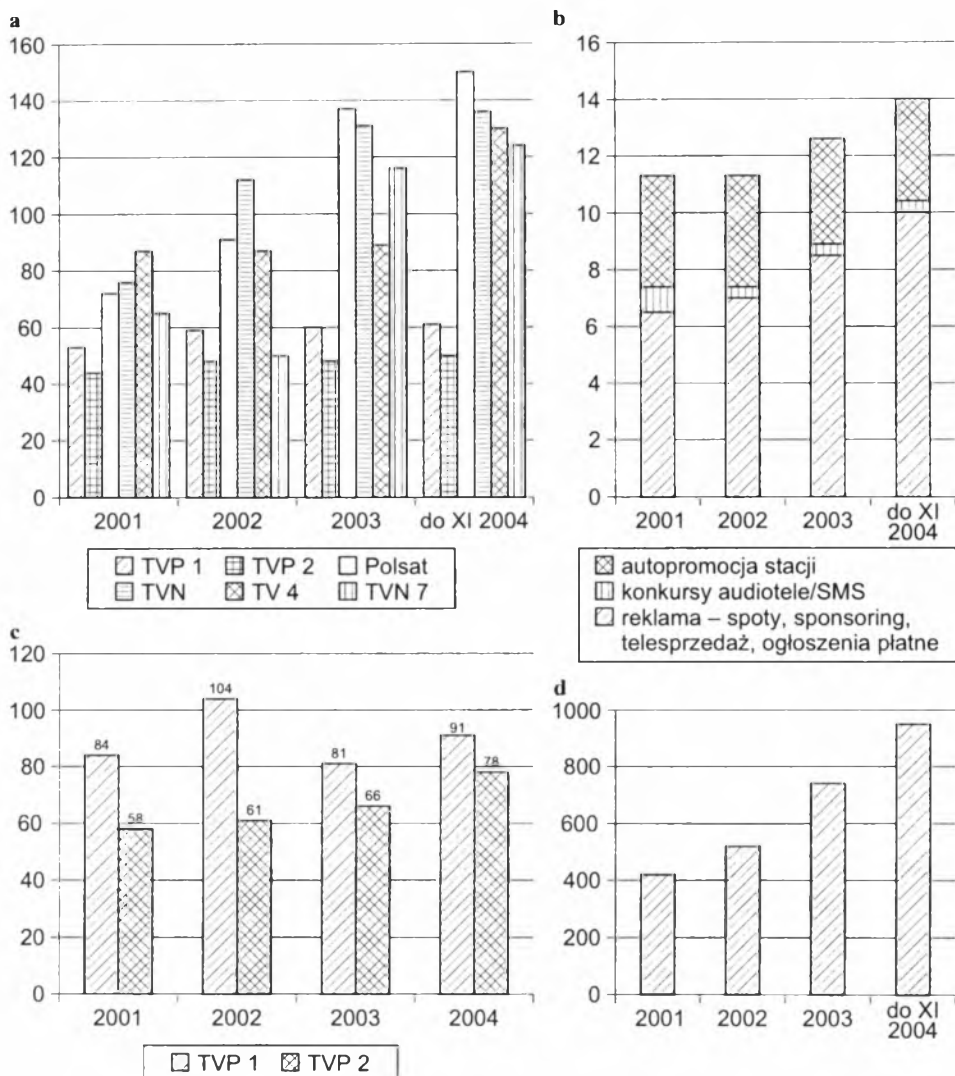 a
160
140
120
100
80
60
40
20
0
2001 2002 2003 do XI 2004
TVP 1 TVP 2 Polsat
TVN TV 4 TVN 7
b
16
14
12
10
8
6
4
2
0
2001 2002 2003 do XI
2004
autopromocja stacji
konkursy audiotele/SMS
reklama – spoty, sponsoring,
telesprzedaż, ogłoszenia płatne
c
120
100
80
60
40
20
0
84 58 104 61 81 66 91 78
2001 2002 2003 2004
TVP 1 TVP 2
d
1000
800
600
400
200
0
2001 2002 2003 do XI
2004